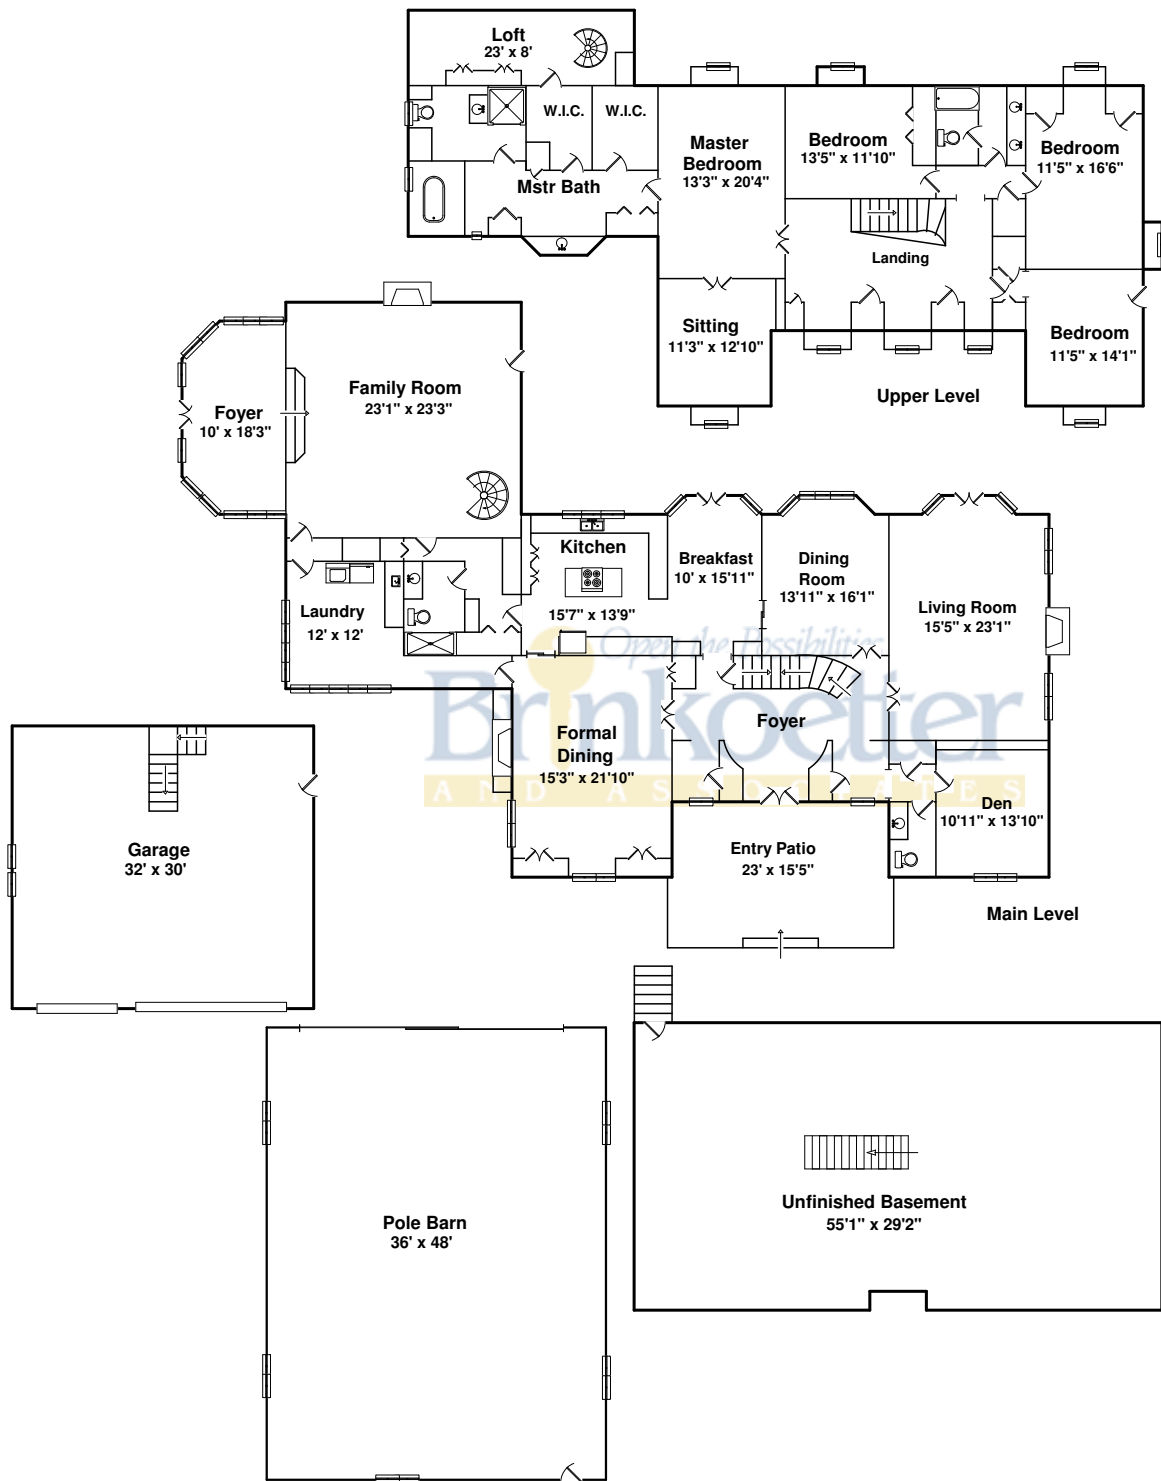 Loft
23' x 8'
W.I.C.
W.I.C.
Mstr Bath
Master
Bedroom
13'3" x 20'4"
Bedroom
13'5" x 11'10"
Bedroom
11'5" x 16'6"
Landing
Sitting
11'3" x 12'10"
Bedroom
11'5" x 14'1"
Upper Level
Family Room
23'1" x 23'3"
Foyer
10' x 18'3"
Kitchen
15'7" x 13'9"
Breakfast
10' x 15'11"
Dining
Room
13'11" x 16'1"
Living Room
15'5" x 23'1"
Laundry
12' x 12'
Open the Possibilities
Brinkoetter
AND ASSOCIATES
Foyer
Formal
Dining
15'3" x 21'10"
Den
10'11" x 13'10"
Entry Patio
23' x 15'5"
Main Level
Garage
32' x 30'
Pole Barn
36' x 48'
Unfinished Basement
55'1" x 29'2"